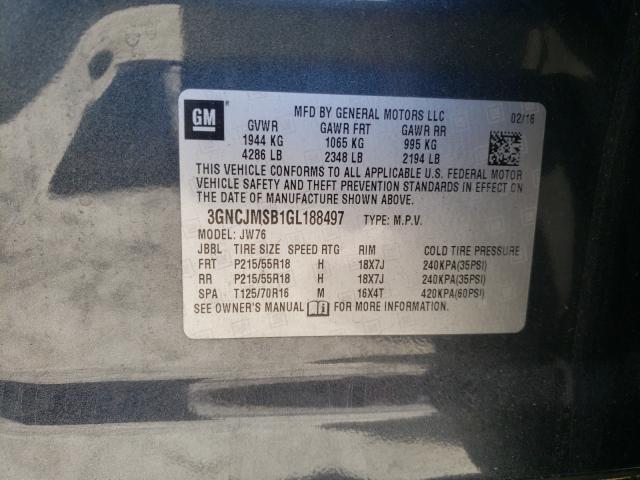 GM
MFD BY GENERAL MOTORS LLC 02/16
GVWR GAWR FRT GAWR RR
1944 KG 1065 KG 995 KG
4286 LB 2348 LB 2194 LB
THIS VEHICLE CONFORMS TO ALL APPLICABLE U.S. FEDERAL MOTOR
VEHICLE SAFETY AND THEFT PREVENTION STANDARDS IN EFFECT ON
THE DATE OF MANUFACTURE SHOWN ABOVE.
3GNCJMSB1GL188497 TYPE: M.P.V.
MODEL: JW76
JBBL TIRE SIZE SPEED RTG RIM COLD TIRE PRESSURE
FRT P215/55R18 H 18X7J 240KPA(35PSI)
RR P215/55R18 H 18X7J 240KPA(35PSI)
SPA T125/70R16 M 16X4T 420KPA(60PSI)
SEE OWNER'S MANUAL FOR MORE INFORMATION.